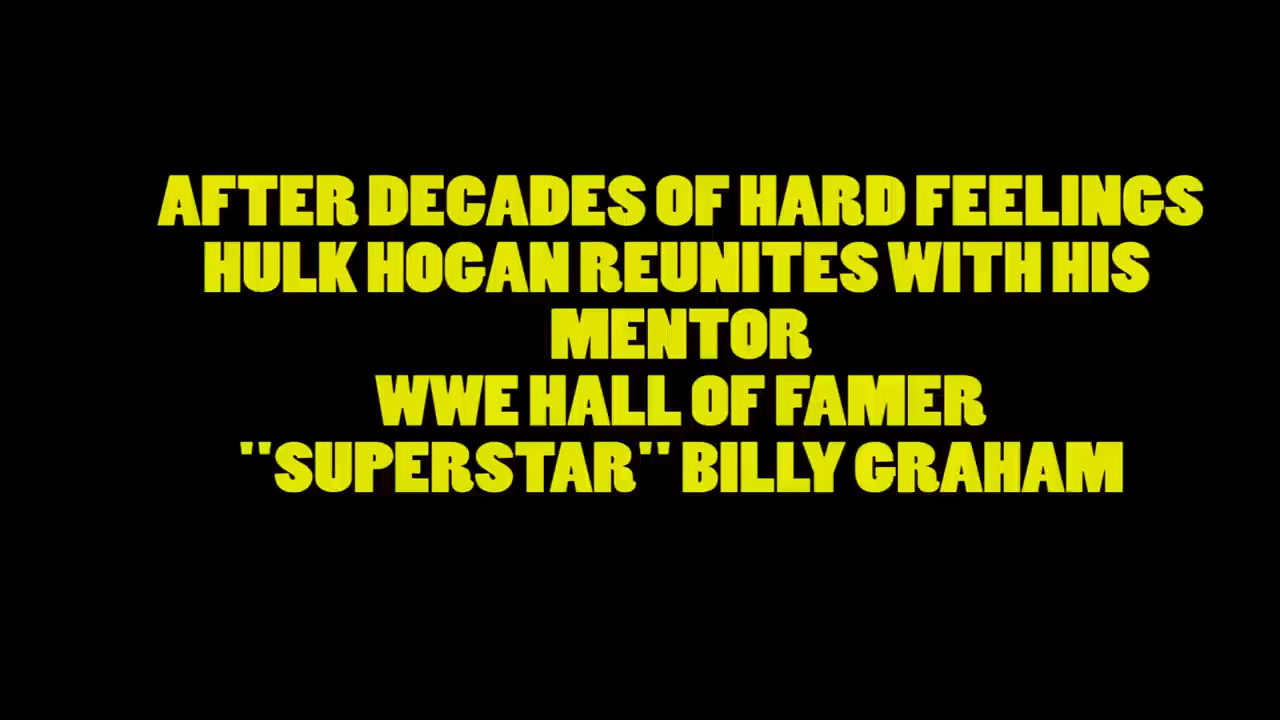 AFTER DECADES OF HARD FEELINGS
HULK HOGAN REUNITES WITH HIS
MENTOR
WWE HALL OF FAMER
"SUPERSTAR" BILLY GRAHAM